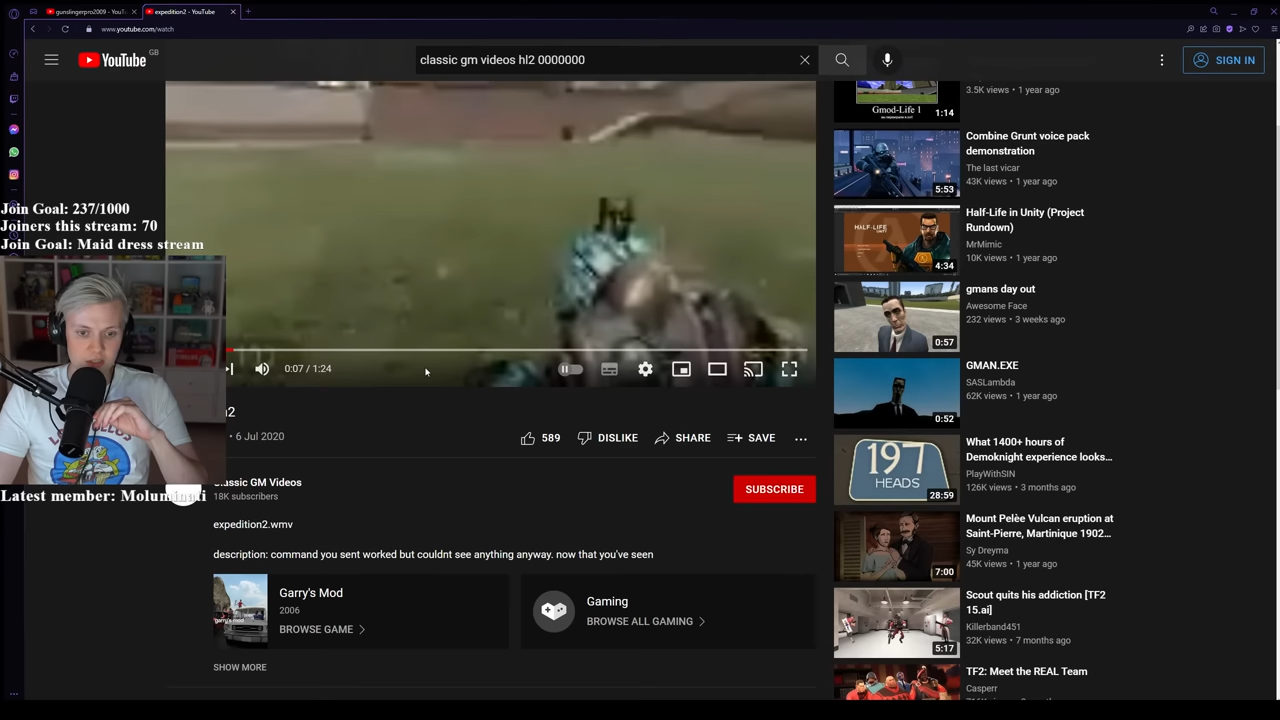 gunslingerpro2009 - YouTu
expedition2 - YouTube
www.youtube.com/watch
YouTube
GB
classic gm videos hl2 0000000
SIGN IN
Join Goal: 237/1000
Joiners this stream: 70
Join Goal: Maid dress stream
Latest member: Moluminati
0:07 / 1:24
n2
• 6 Jul 2020
589
DISLIKE
SHARE
SAVE
Classic GM Videos
18K subscribers
SUBSCRIBE
expedition2.wmv
description: command you sent worked but couldnt see anything anyway. now that you've seen
Garry's Mod
2006
BROWSE GAME
Gaming
BROWSE ALL GAMING
SHOW MORE
3.5K views • 1 year ago
Gmod-Life 1
1:14
Combine Grunt voice pack
demonstration
The last vicar
43K views • 1 year ago
5:53
Half-Life in Unity (Project
Rundown)
MrMimic
10K views • 1 year ago
HALF-LIFE
UNITY
4:34
gmans day out
Awesome Face
232 views • 3 weeks ago
0:57
GMAN.EXE
SASLambda
62K views • 1 year ago
0:52
What 1400+ hours of
Demoknight experience looks...
PlayWithSIN
126K views • 3 months ago
197
HEADS
28:59
Mount Pelèe Vulcan eruption at
Saint-Pierre, Martinique 1902...
Sy Dreyma
45K views • 1 year ago
7:00
Scout quits his addiction [TF2
15.ai]
Killerband451
32K views • 7 months ago
5:17
TF2: Meet the REAL Team
Casperr